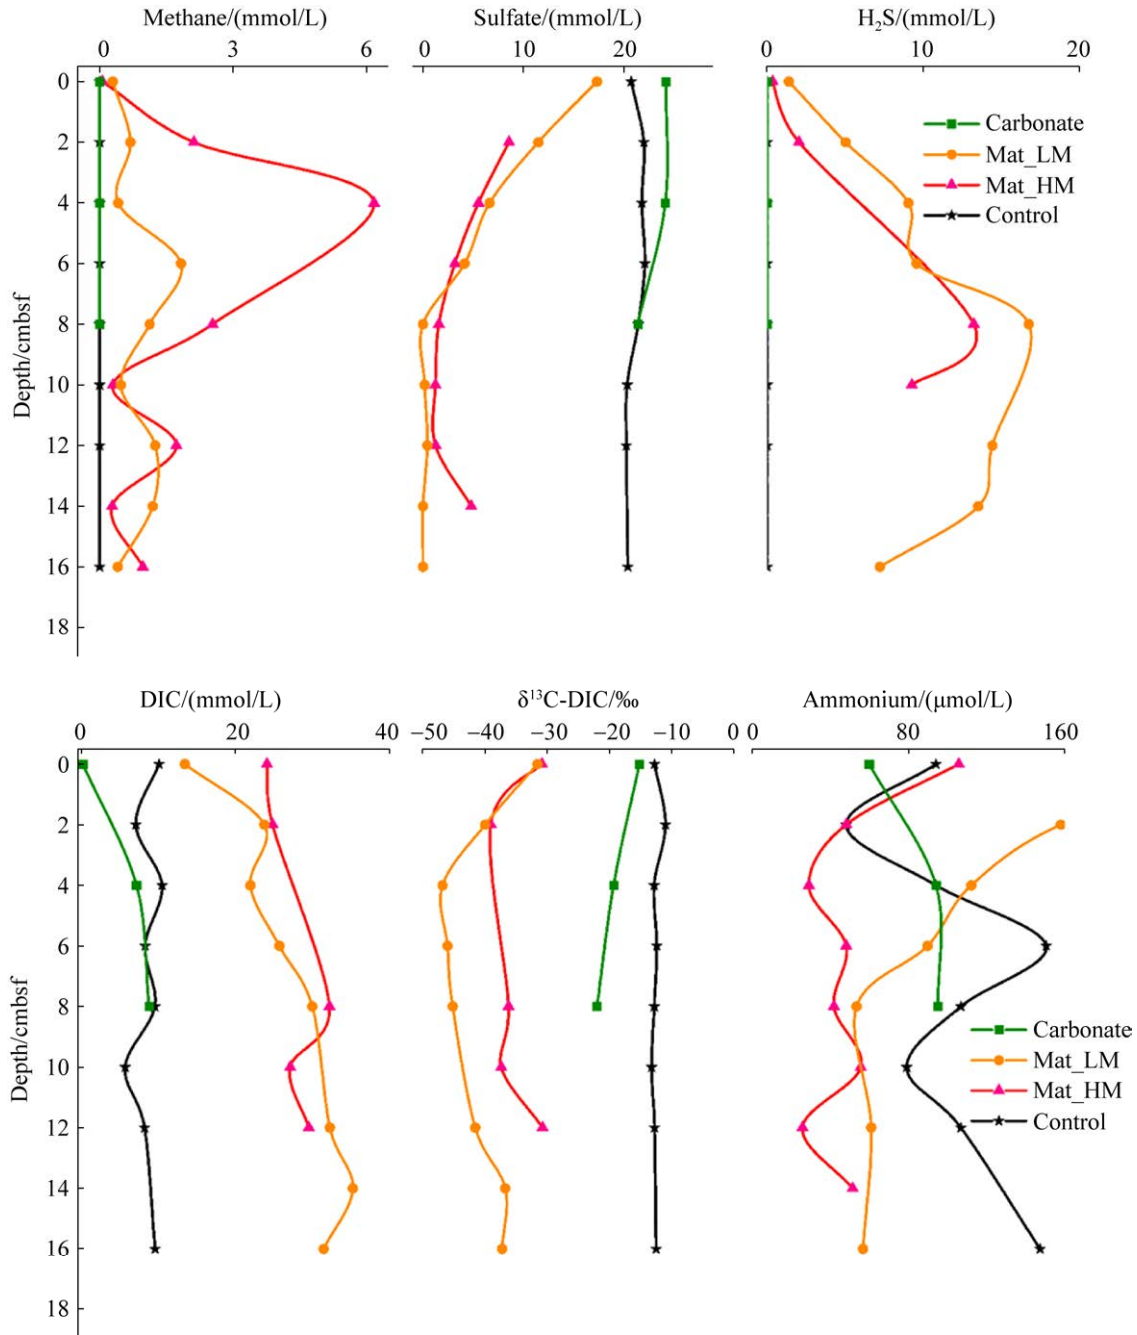 Methane/(mmol/L) Sulfate/(mmol/L) H₂S/(mmol/L)
0 3 6 0 10 20 0 10 20
0
2
4
6
8
10
12
14
16
18
Depth/cmbsf
Carbonate
Mat_LM
Mat_HM
Control
DIC/(mmol/L) δ¹³C-DIC/‰ Ammonium/(μmol/L)
0 20 40 −50 −40 −30 −20 −10 0 0 80 160
0
2
4
6
8
10
12
14
16
18
Depth/cmbsf
Carbonate
Mat_LM
Mat_HM
Control